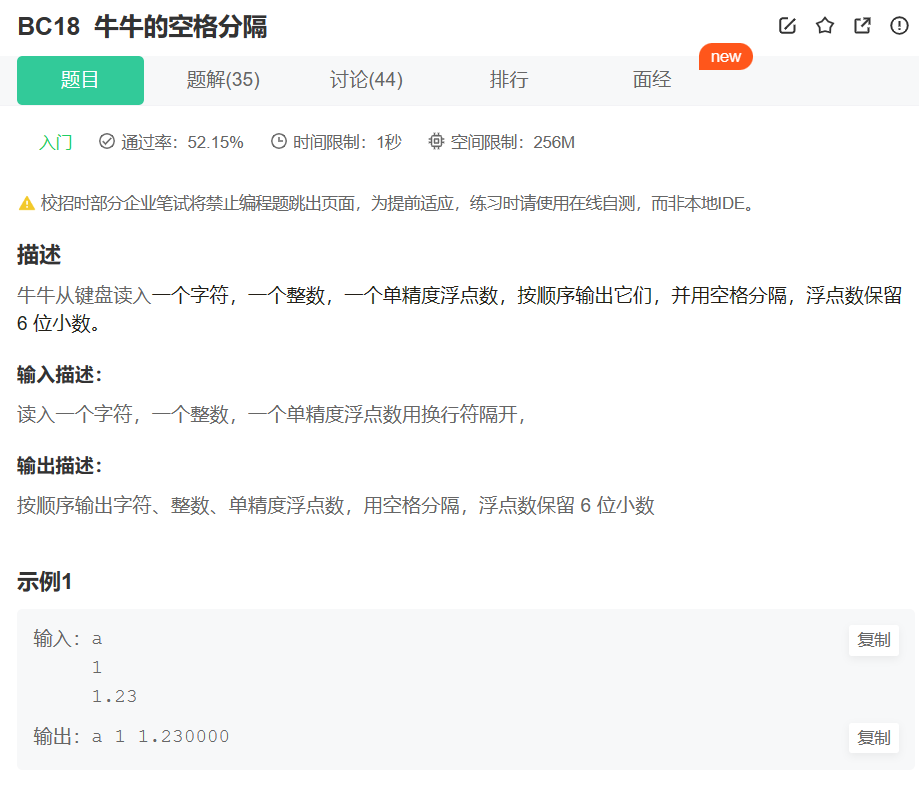 BC18 牛牛的空格分隔
new
题目 题解(35) 讨论(44) 排行 面经
入门 通过率：52.15% 时间限制：1秒 空间限制：256M
校招时部分企业笔试将禁止编程题跳出页面，为提前适应，练习时请使用在线自测，而非本地IDE。
描述
牛牛从键盘读入一个字符，一个整数，一个单精度浮点数，按顺序输出它们，并用空格分隔，浮点数保留
6 位小数。
输入描述：
读入一个字符，一个整数，一个单精度浮点数用换行符隔开，
输出描述：
按顺序输出字符、整数、单精度浮点数，用空格分隔，浮点数保留 6 位小数
示例1
输入：a 复制
1
1.23
输出：a 1 1.230000 复制